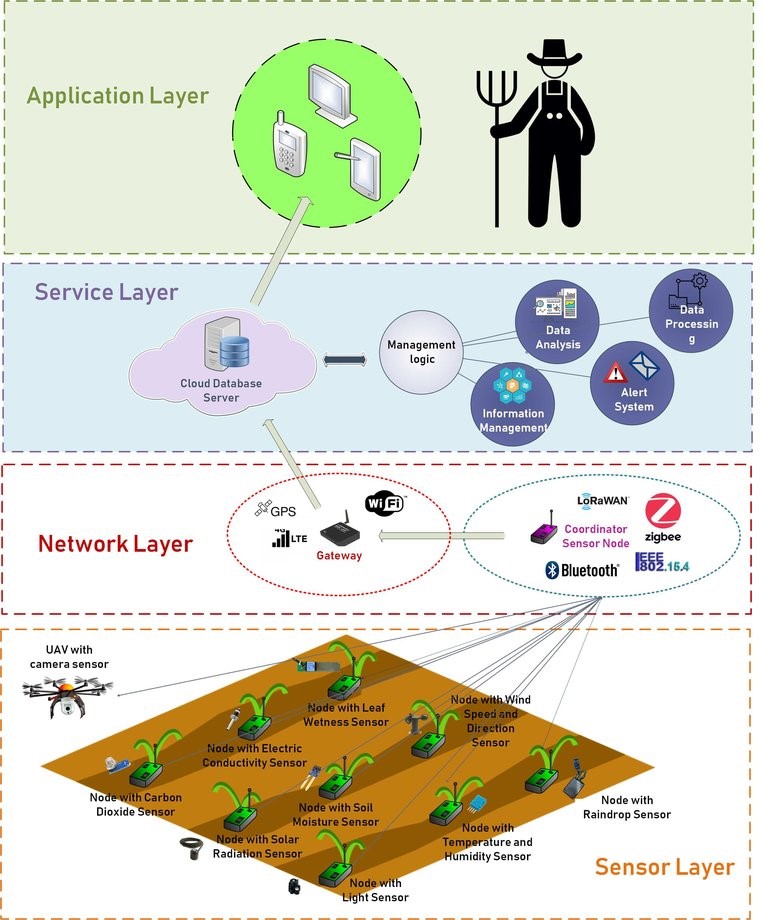 Application Layer
Service Layer
Cloud Database
Server
Management
logic
Data
Analysis
Data
Processin
g
Information
Management
Alert
System
Network Layer
GPS
WiFi
4G
LTE
Gateway
LoRaWAN
Coordinator
Sensor Node
zigbee
Bluetooth
IEEE
802.15.4
UAV with
camera sensor
Node with Leaf
Wetness Sensor
Node with Wind
Speed and
Direction
Sensor
Node with Electric
Conductivity Sensor
Node with Carbon
Dioxide Sensor
Node with Soil
Moisture Sensor
Node with
Raindrop Sensor
Node with Solar
Radiation Sensor
Node with
Temperature and
Humidity Sensor
Node with
Light Sensor
Sensor Layer